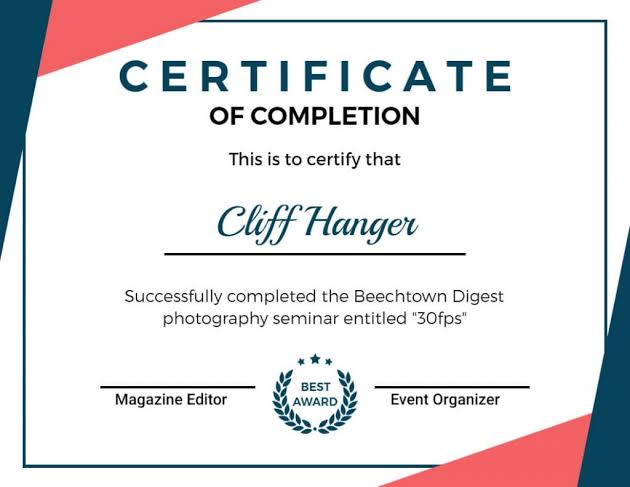 CERTIFICATE
OF COMPLETION
This is to certify that
Cliff Hanger
Successfully completed the Beechtown Digest
photography seminar entitled "30fps"
BEST
AWARD
Magazine Editor
Event Organizer